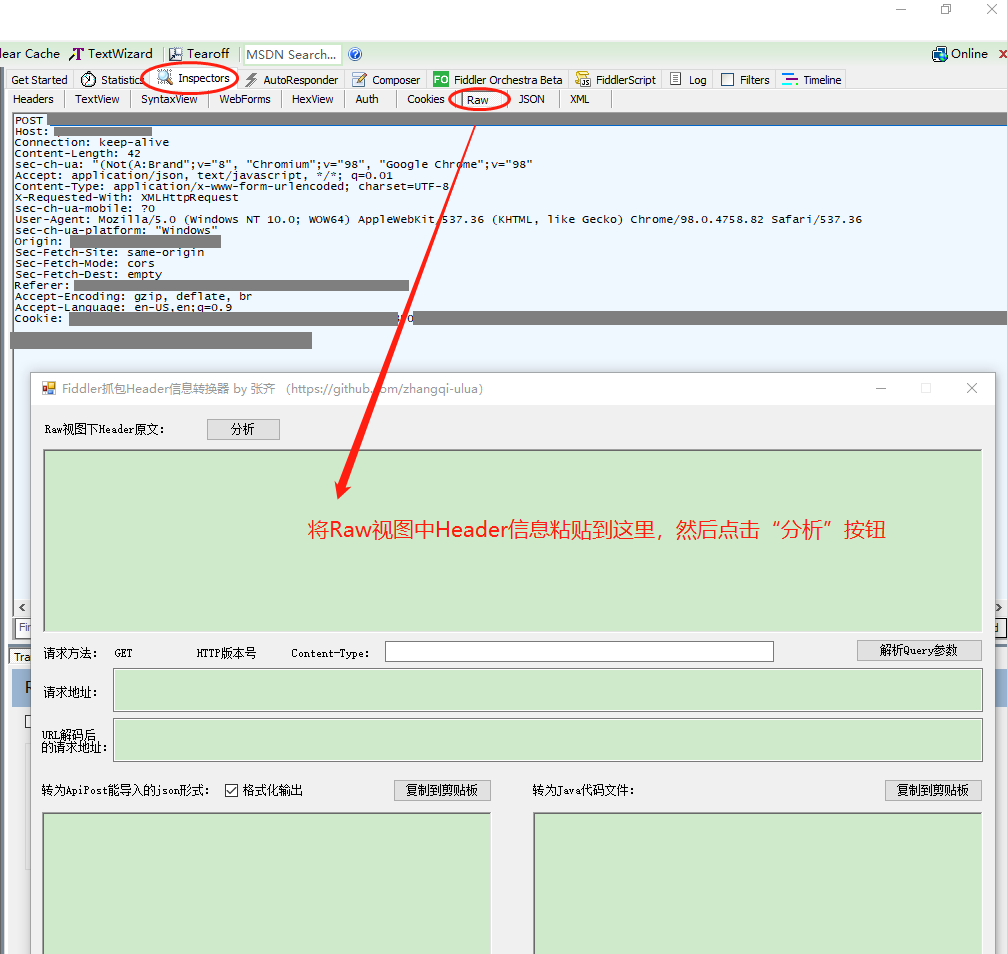 lear Cache TextWizard Tearoff MSDN Search... Online
Get Started Statistics Inspectors AutoResponder Composer FO Fiddler Orchestra Beta FiddlerScript Log Filters Timeline
Headers TextView SyntaxView WebForms HexView Auth Cookies Raw JSON XML
POST
Host:
Connection: keep-alive
Content-Length: 42
sec-ch-ua: "(Not(A:Brand";v="8", "Chromium";v="98", "Google Chrome";v="98"
Accept: application/json, text/javascript, */*; q=0.01
Content-Type: application/x-www-form-urlencoded; charset=UTF-8
X-Requested-With: XMLHttpRequest
sec-ch-ua-mobile: ?0
User-Agent: Mozilla/5.0 (Windows NT 10.0; WOW64) AppleWebKit/537.36 (KHTML, like Gecko) Chrome/98.0.4758.82 Safari/537.36
sec-ch-ua-platform: "Windows"
Origin:
Sec-Fetch-Site: same-origin
Sec-Fetch-Mode: cors
Sec-Fetch-Dest: empty
Referer:
Accept-Encoding: gzip, deflate, br
Accept-Language: en-US,en;q=0.9
Cookie:
Fiddler抓包Header信息转换器 by 张齐 （https://github.com/zhangqi-ulua）
Raw视图下Header原文： 分析
将Raw视图中Header信息粘贴到这里，然后点击“分析”按钮
请求方法： GET HTTP版本号 Content-Type: 解析Query参数
请求地址：
URL解码后
的请求地址：
转为ApiPost能导入的json形式： 格式化输出 复制到剪贴板 转为Java代码文件： 复制到剪贴板